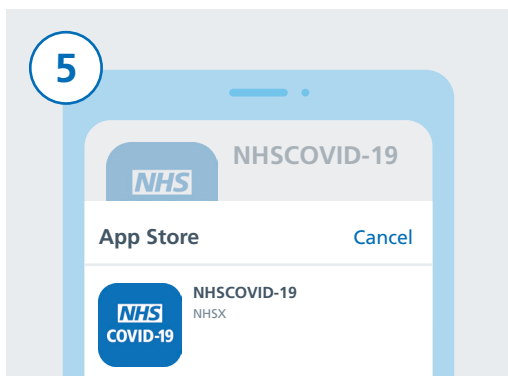 5
NHSCOVID-19
NHS
App Store Cancel
NHSCOVID-19
NHSX
NHS
COVID-19